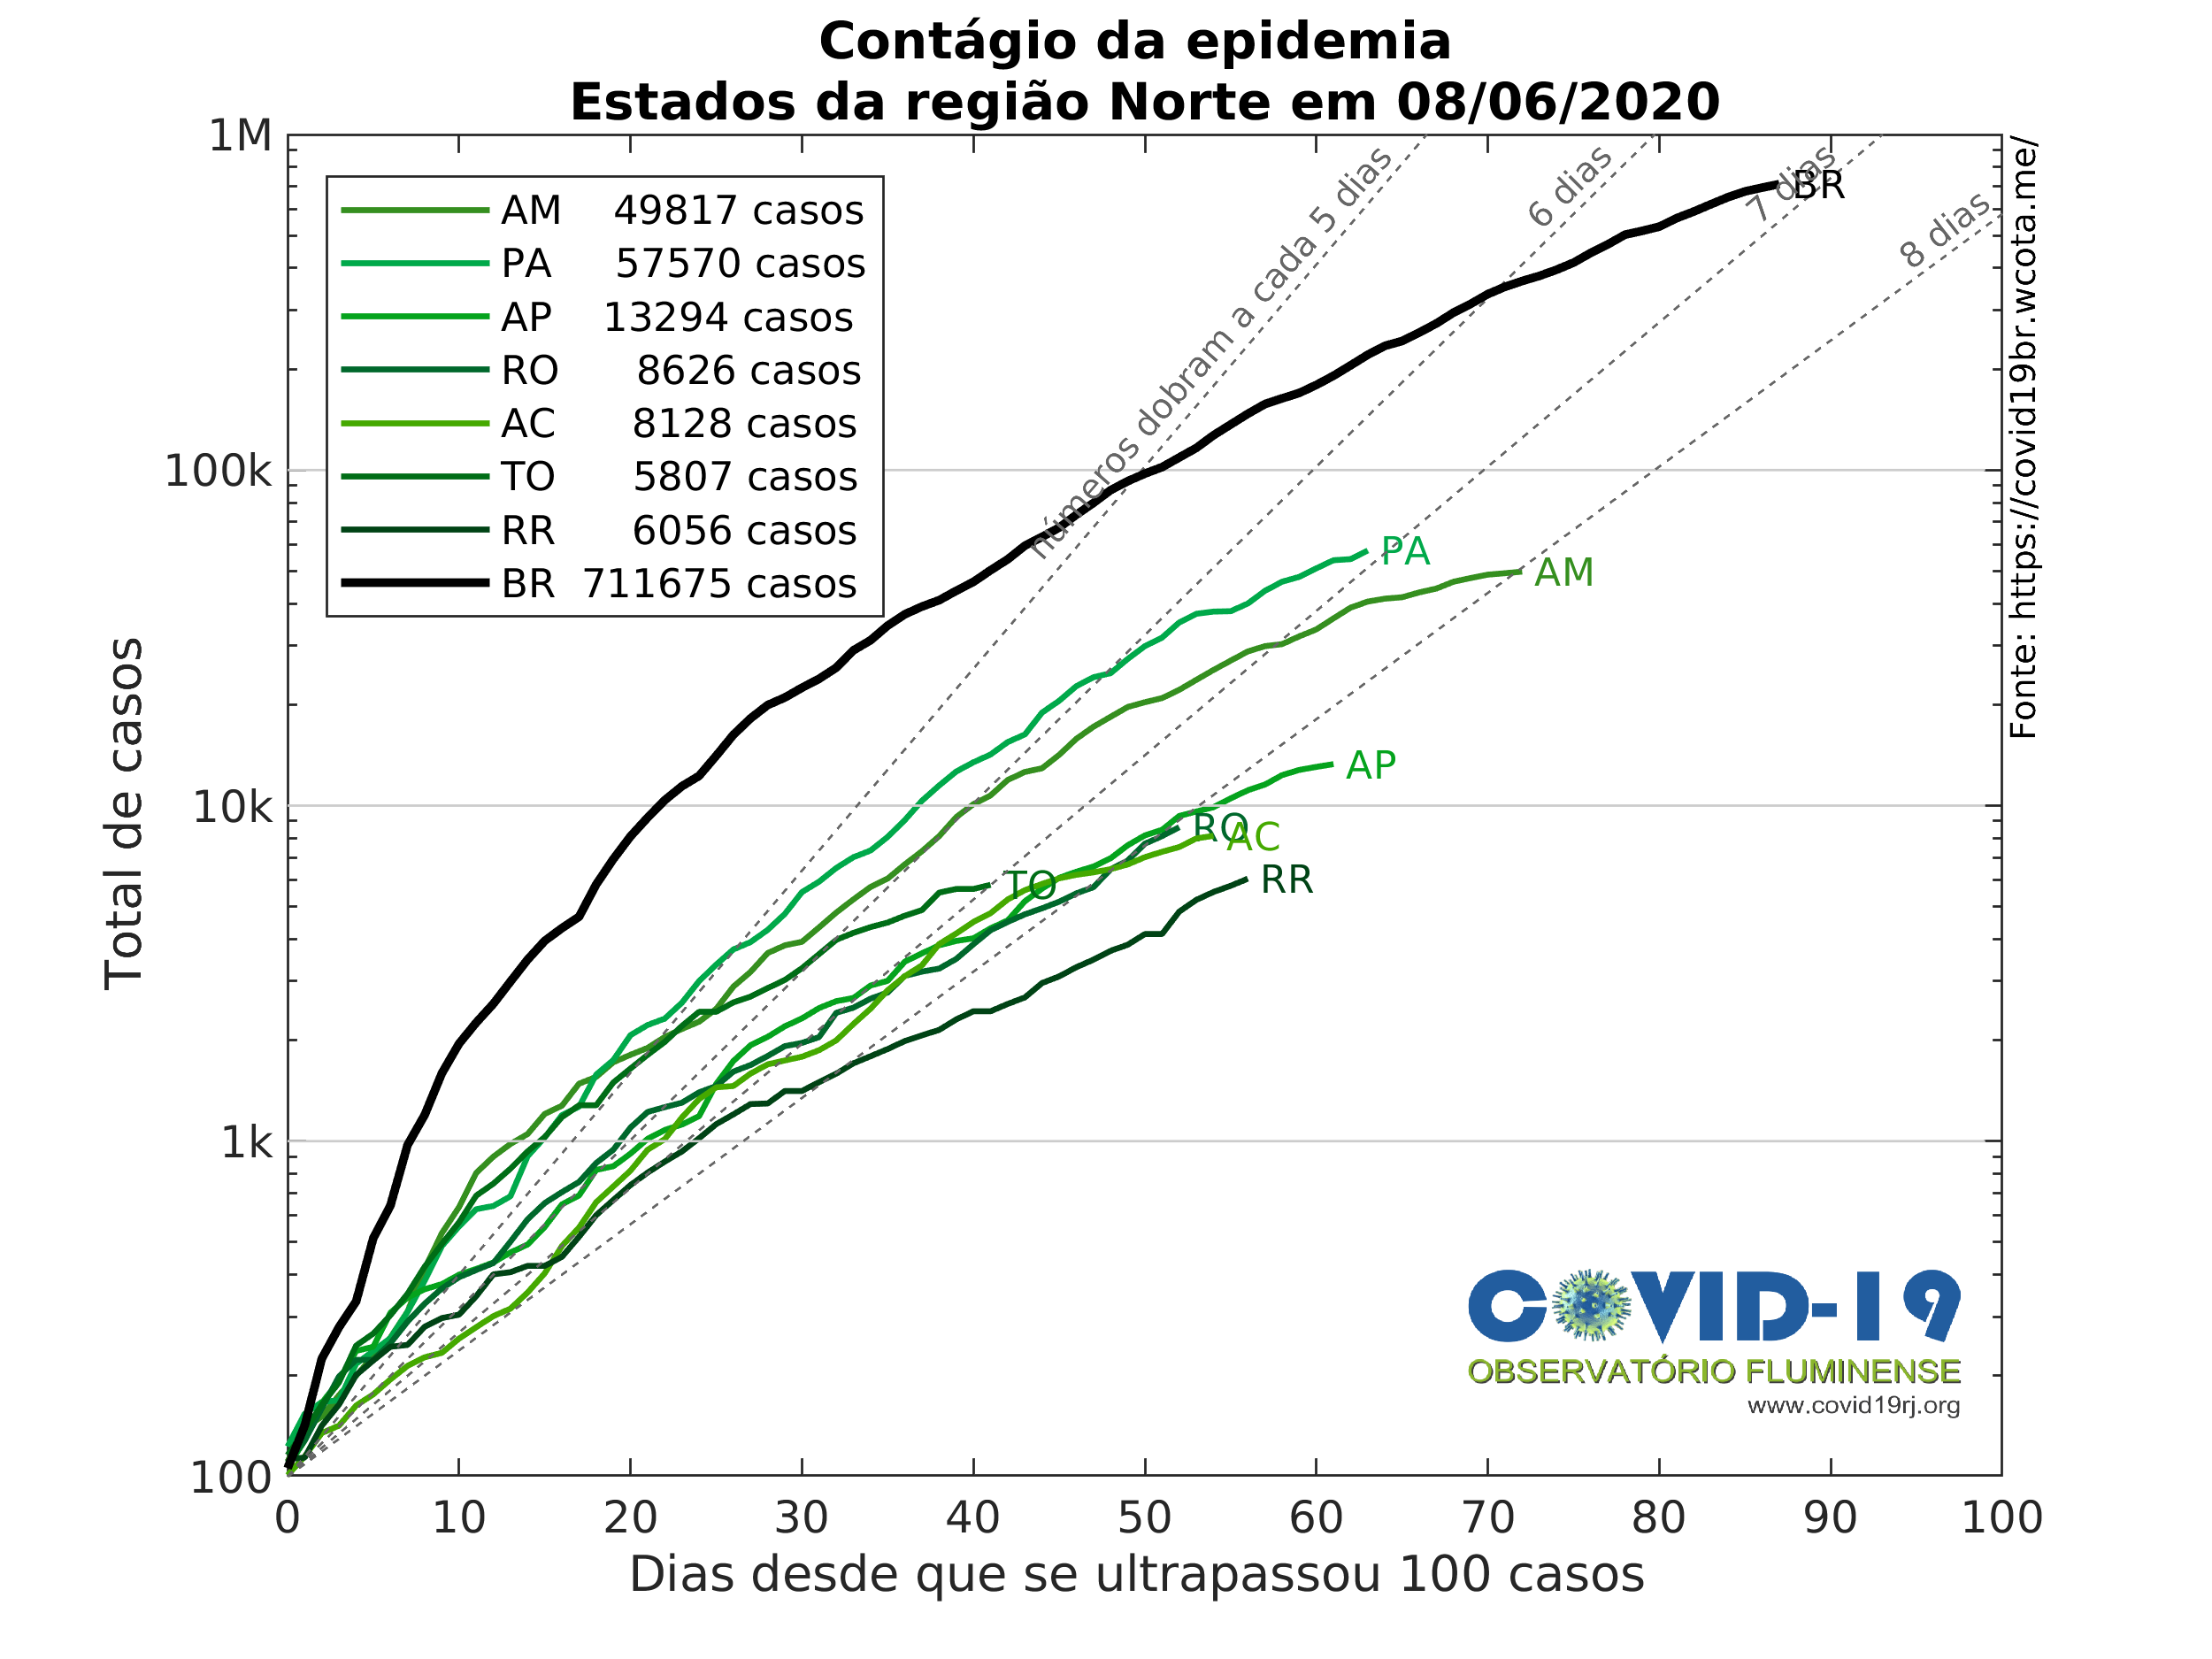 Contágio da epidemia
Estados da região Norte em 08/06/2020
1M
100k
10k
1k
100
Total de casos
AM 49817 casos
PA 57570 casos
AP 13294 casos
RO 8626 casos
AC 8128 casos
TO 5807 casos
RR 6056 casos
BR 711675 casos
números dobram a cada 5 dias
6 dias
7 dias
8 dias
BR
PA
AM
AP
RO
AC
TO
RR
Fonte: https://covid19br.wcota.me/
COVID-19
OBSERVATÓRIO FLUMINENSE
www.covid19rj.org
0 10 20 30 40 50 60 70 80 90 100
Dias desde que se ultrapassou 100 casos